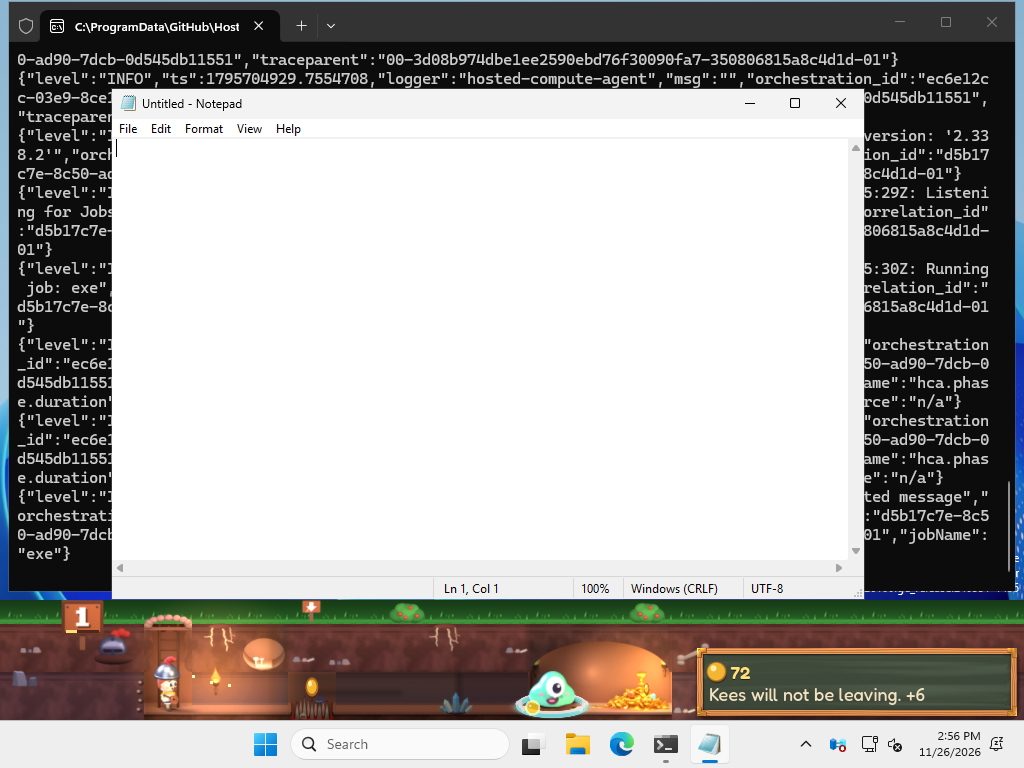 C:\ProgramData\GitHub\Host
0-ad90-7dcb-0d545db11551","traceparent":"00-3d08b974dbe1ee2590ebd76f30090fa7-350806815a8c4d1d-01"}
{"level":"INFO","ts":1795704929.7554708,"logger":"hosted-compute-agent","msg":"","orchestration_id":"ec6e12c
c-03e9-8ce1 0d545db11551",
"traceparen
{"level":"I version: '2.33
8.2'","orch ion_id":"d5b17
c7e-8c50-ad 8c4d1d-01"}
{"level":"I 5:29Z: Listeni
ng for Jobs orrelation_id"
:"d5b17c7e- 806815a8c4d1d-
01"}
{"level":"I 5:30Z: Running
job: exe", relation_id":"
d5b17c7e-8c 6815a8c4d1d-01
"}
{"level":"I "orchestration
_id":"ec6e1 50-ad90-7dcb-0
d545db11551 ame":"hca.phas
e.duration" rce":"n/a"}
{"level":"I "orchestration
_id":"ec6e1 50-ad90-7dcb-0
d545db11551 ame":"hca.phas
e.duration" e":"n/a"}
{"level":"I ted message","
orchestrati :"d5b17c7e-8c5
0-ad90-7dcb 01","jobName":
"exe"}
Untitled - Notepad
File Edit Format View Help
Ln 1, Col 1 100% Windows (CRLF) UTF-8
1
72
Kees will not be leaving. +6
Search
2:56 PM
11/26/2026